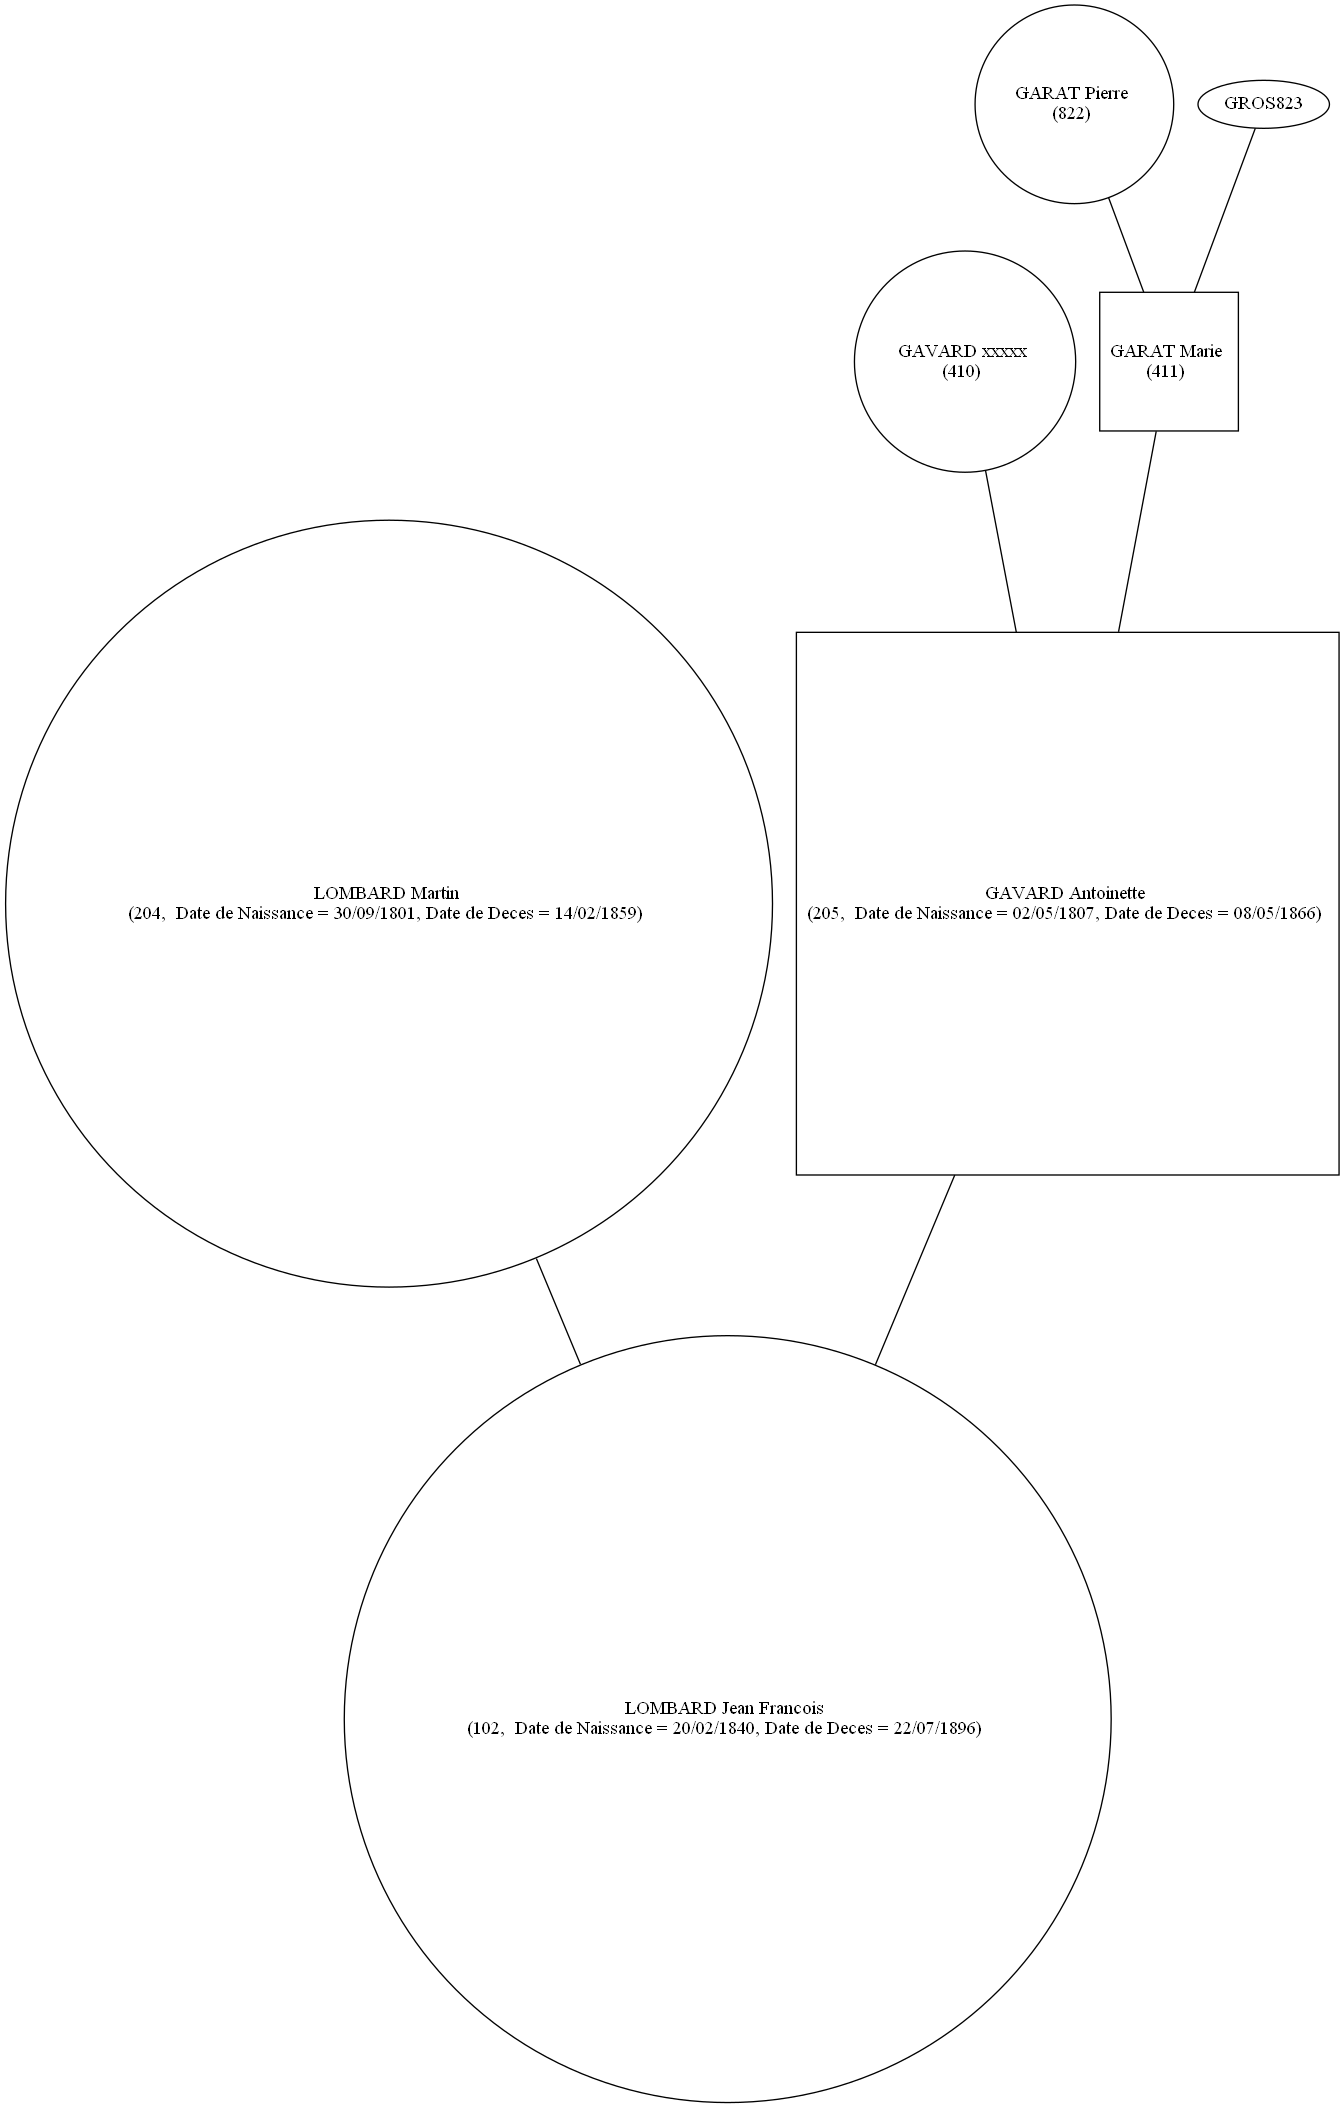 GARAT Pierre
(822)
GROS823
GAVARD xxxxx
(410)
GARAT Marie
(411)
LOMBARD Martin
(204,  Date de Naissance = 30/09/1801, Date de Deces = 14/02/1859)
GAVARD Antoinette
(205,  Date de Naissance = 02/05/1807, Date de Deces = 08/05/1866)
LOMBARD Jean Francois
(102,  Date de Naissance = 20/02/1840, Date de Deces = 22/07/1896)